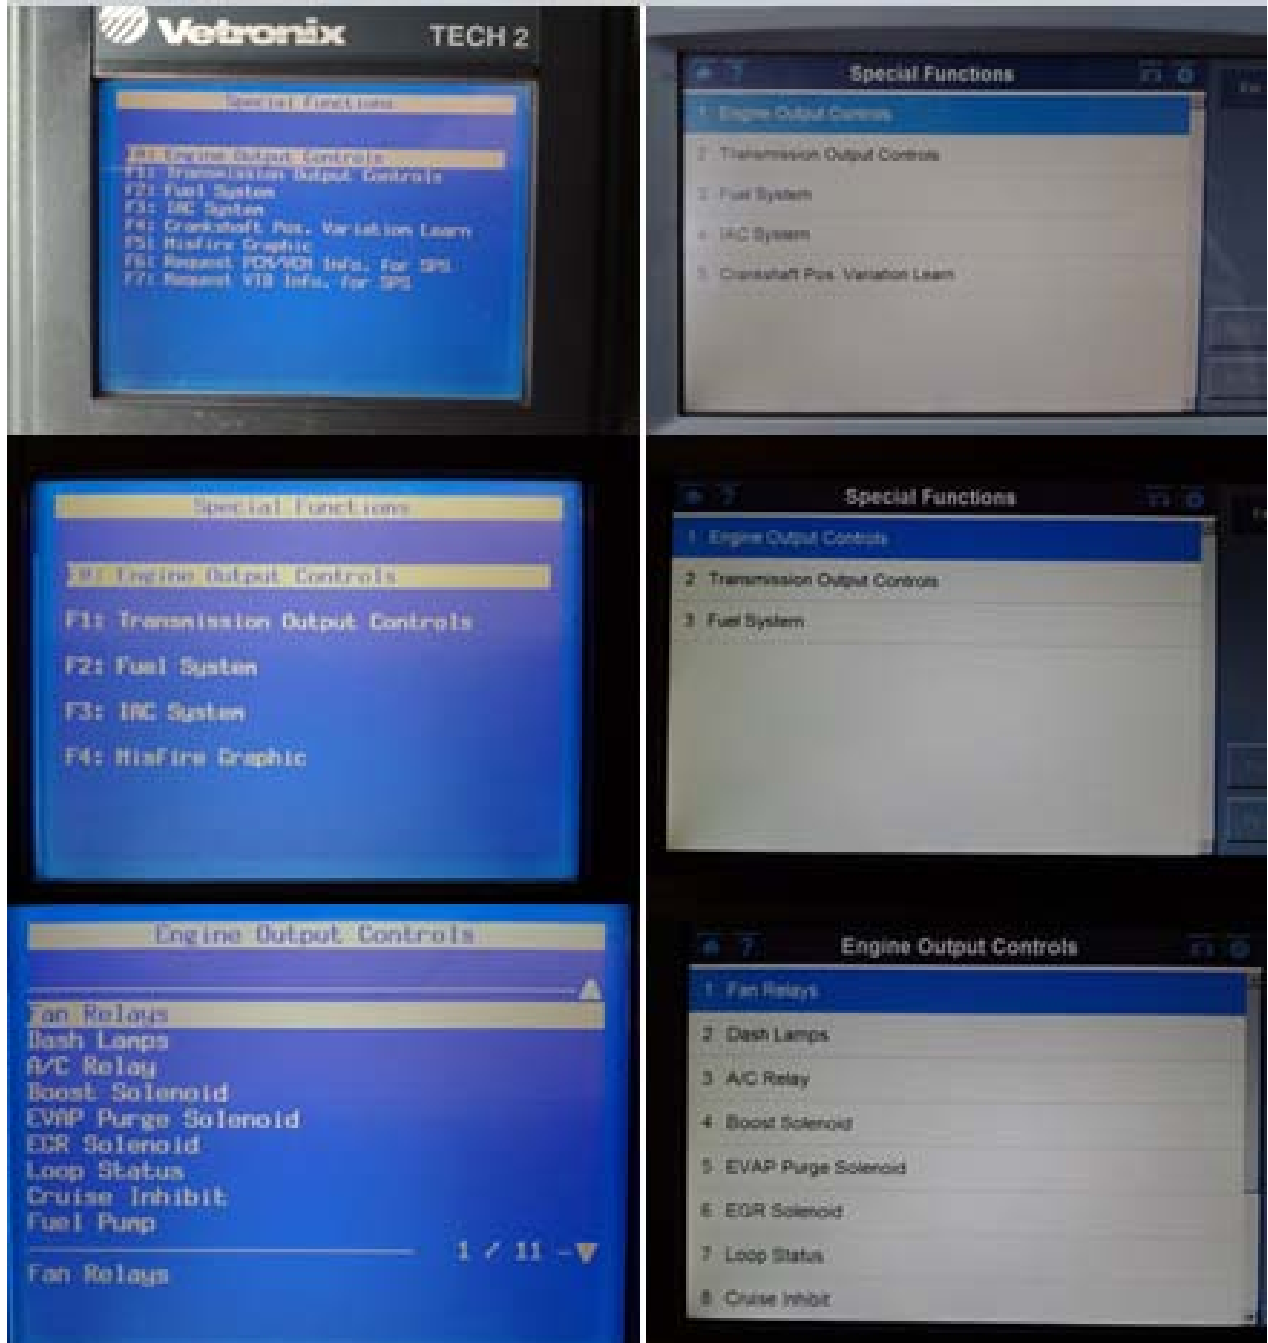 Vetronix TECH 2
Special Functions
F0: Engine Output Controls
F1: Transmission Output Controls
F2: Fuel System
F3: IAC System
F4: Crankshaft Pos. Variation Learn
F5: Misfire Graphic
F6: Request PCM/VCM Info. for SPS
F7: Request VTD Info. for SPS
? Special Functions
1 Engine Output Controls
2 Transmission Output Controls
3 Fuel System
4 IAC System
5 Crankshaft Pos. Variation Learn
Special Functions
F0: Engine Output Controls
F1: Transmission Output Controls
F2: Fuel System
F3: IAC System
F4: MisFire Graphic
? Special Functions
1 Engine Output Controls
2 Transmission Output Controls
3 Fuel System
Engine Output Controls
Fan Relays
Dash Lamps
A/C Relay
Boost Solenoid
EVAP Purge Solenoid
EGR Solenoid
Loop Status
Cruise Inhibit
Fuel Pump
1 / 11 -
Fan Relays
? Engine Output Controls
1 Fan Relays
2 Dash Lamps
3 A/C Relay
4 Boost Solenoid
5 EVAP Purge Solenoid
6 EGR Solenoid
7 Loop Status
8 Cruise Inhibit